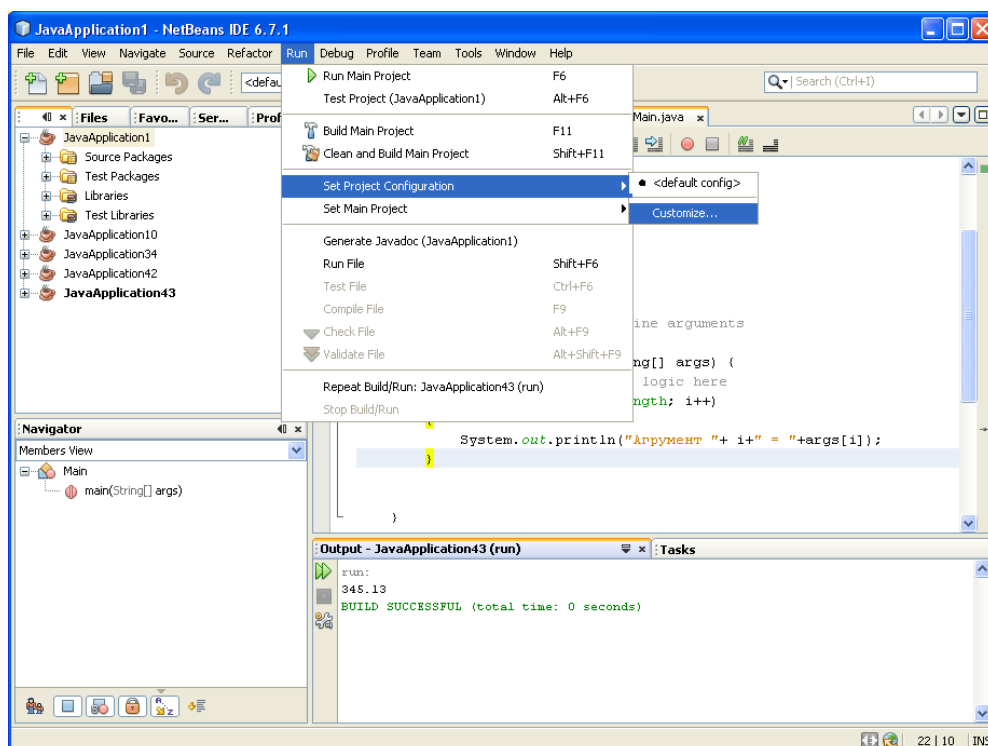 JavaApplication1 - NetBeans IDE 6.7.1
File Edit View Navigate Source Refactor Run Debug Profile Team Tools Window Help
<defau
Search (Ctrl+I)
Run Main Project F6
Test Project (JavaApplication1) Alt+F6
Build Main Project F11
Clean and Build Main Project Shift+F11
Set Project Configuration
Set Main Project
Generate Javadoc (JavaApplication1)
Run File Shift+F6
Test File Ctrl+F6
Compile File F9
Check File Alt+F9
Validate File Alt+Shift+F9
Repeat Build/Run: JavaApplication43 (run)
Stop Build/Run
<default config>
Customize...
Files Favo... Ser... Prof
JavaApplication1
Source Packages
Test Packages
Libraries
Test Libraries
JavaApplication10
JavaApplication34
JavaApplication42
JavaApplication43
Main.java
ine arguments
ng[] args) {
logic here
ngth; i++)
{
System.out.println("Агрумент "+ i+" = "+args[i]);
}
}
Navigator
Members View
Main
main(String[] args)
Output - JavaApplication43 (run)
Tasks
run:
345.13
BUILD SUCCESSFUL (total time: 0 seconds)
22 | 10 INS